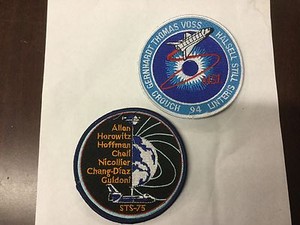 GERNHARDT THOMAS VOSS HALSELL STILL
CROUCH 94 LINTERIS
Allen
Horowitz
Hoffman
Cheli
Nicollier
Chang-Diaz
Guidoni
STS-75